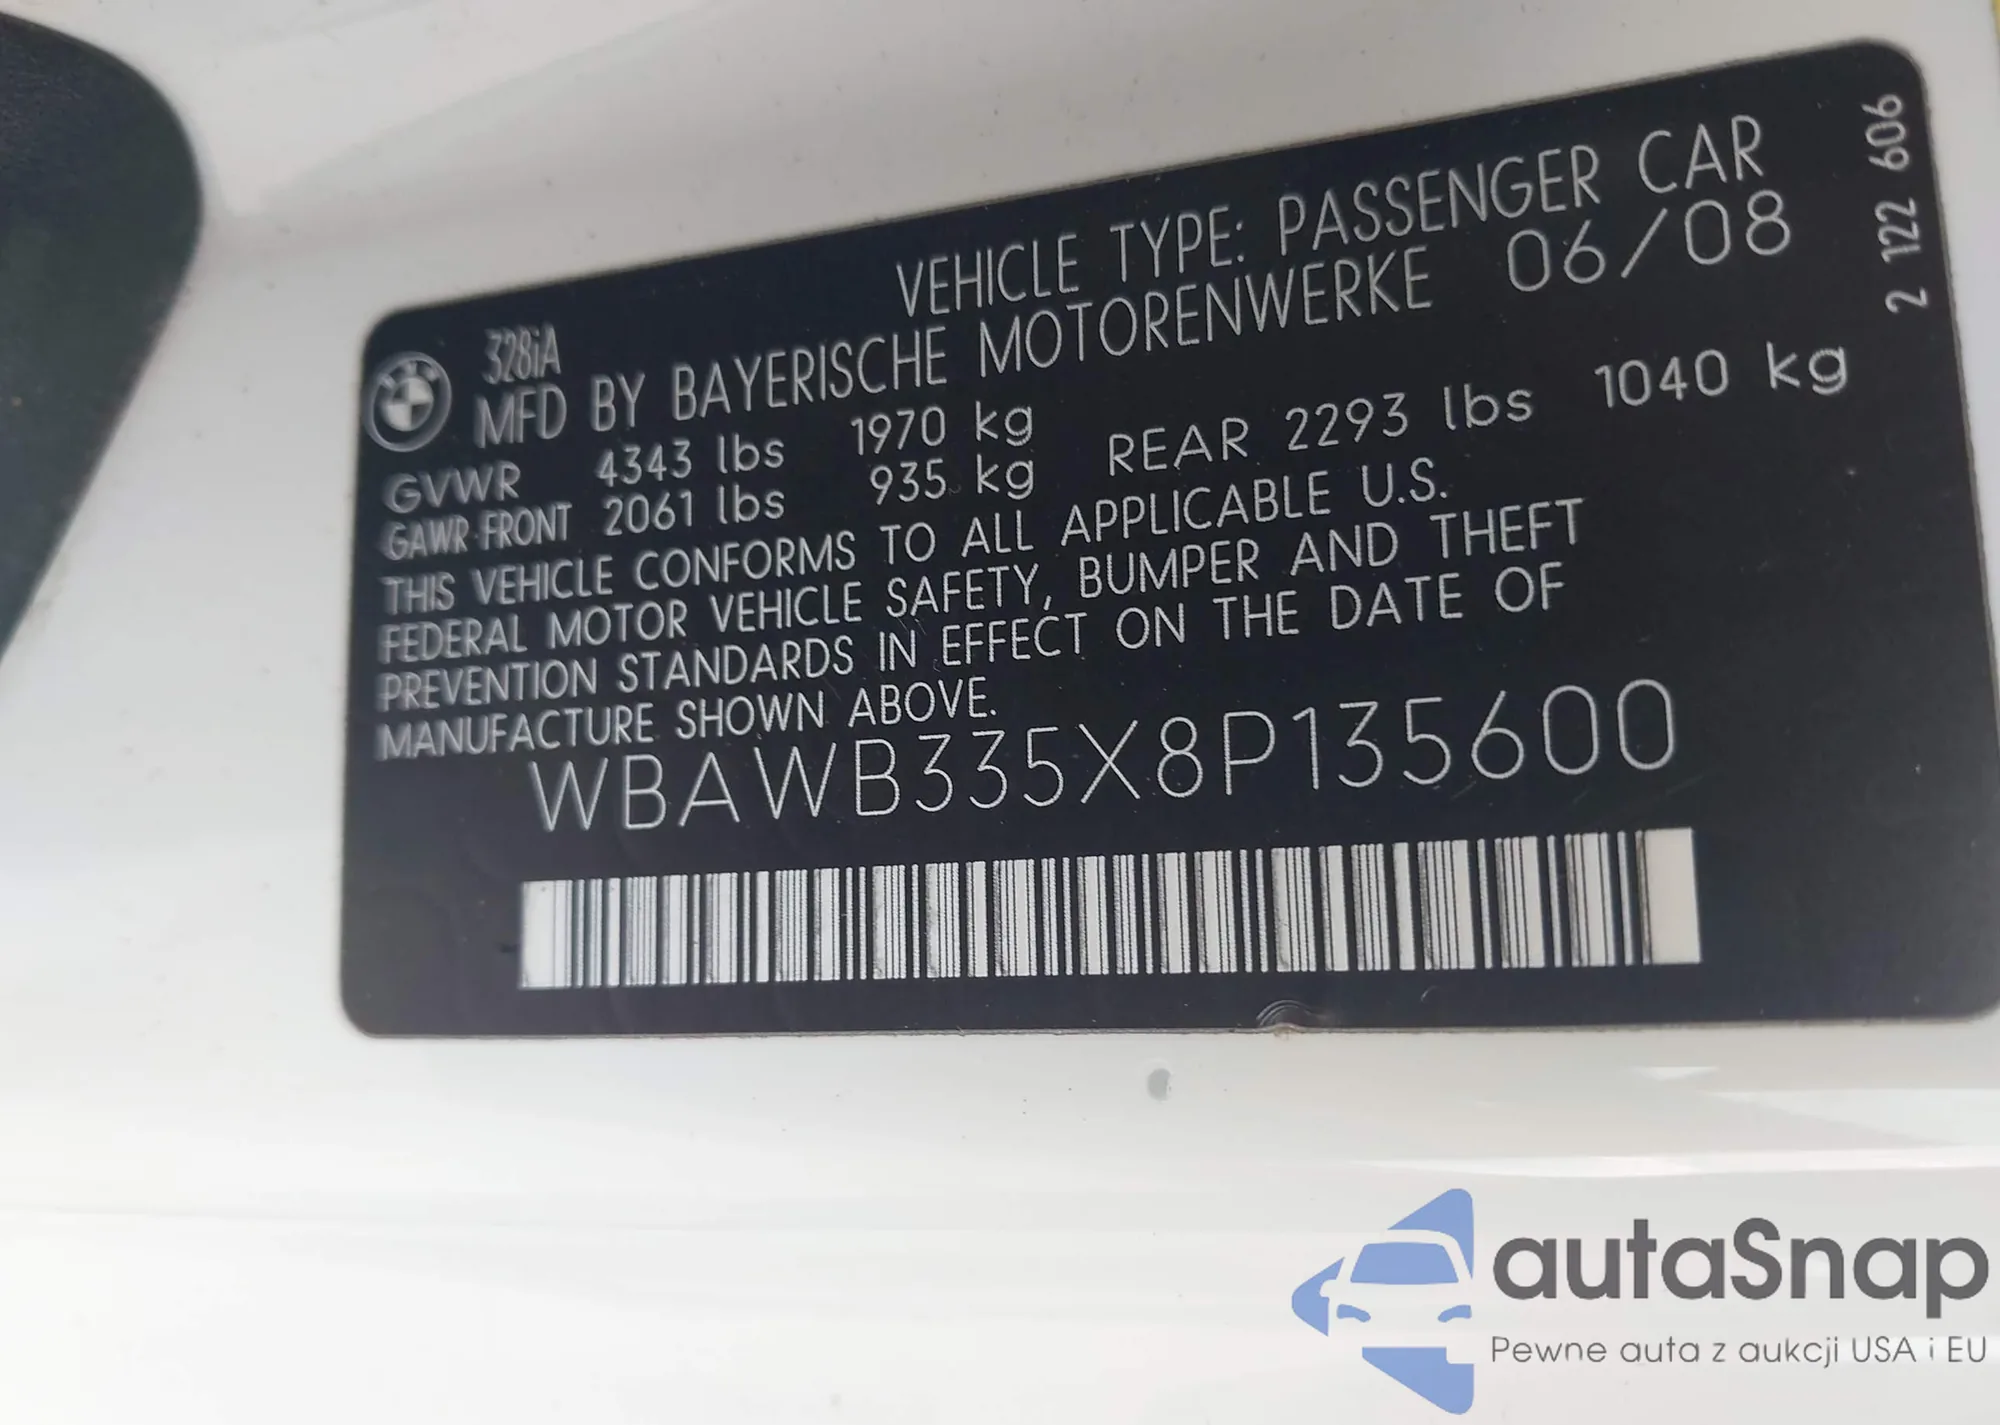 VEHICLE TYPE: PASSENGER CAR
328iA
MFD BY BAYERISCHE MOTORENWERKE 06/08
GVWR 4343 lbs 1970 kg
GAWR-FRONT 2061 lbs 935 kg REAR 2293 lbs 1040 kg
THIS VEHICLE CONFORMS TO ALL APPLICABLE U.S.
FEDERAL MOTOR VEHICLE SAFETY, BUMPER AND THEFT
PREVENTION STANDARDS IN EFFECT ON THE DATE OF
MANUFACTURE SHOWN ABOVE.
WBAWB335X8P135600
2 122 606
autaSnap
Pewne auta z aukcji USA i EU